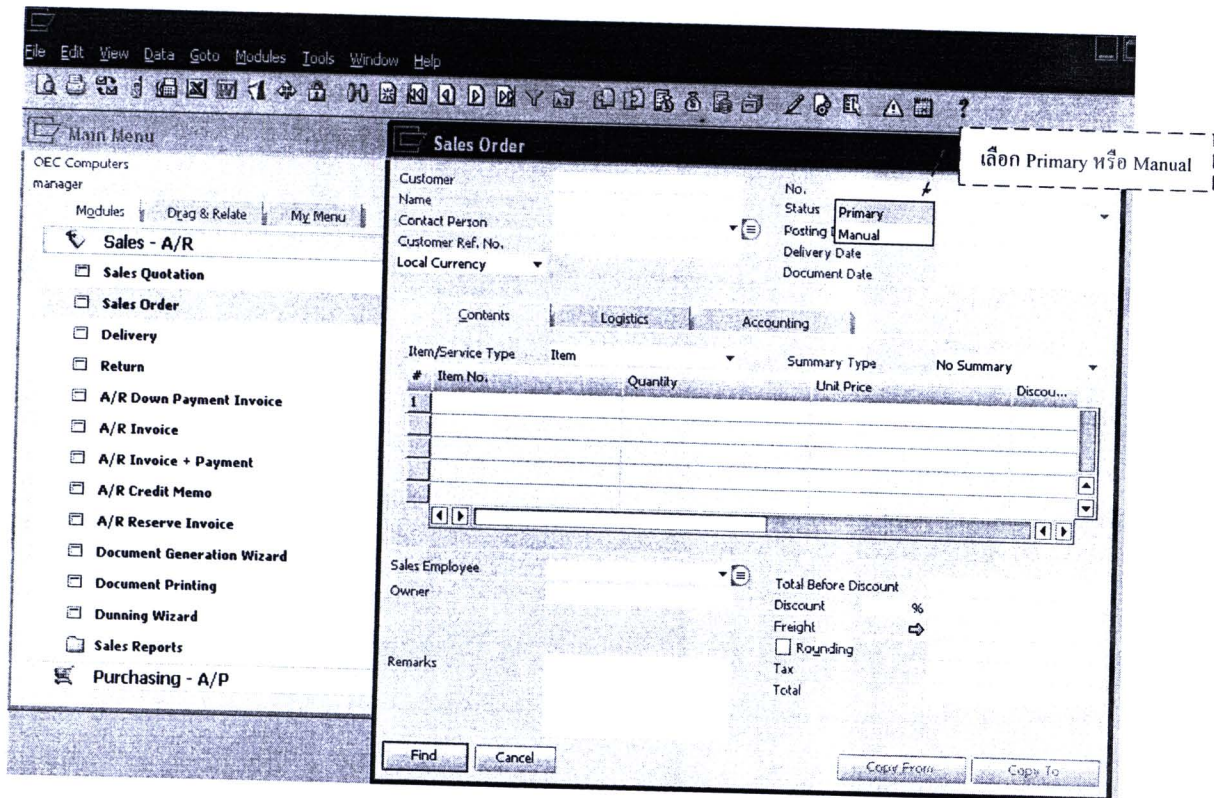 File Edit View Data Goto Modules Tools Window Help
Main Menu
OEC Computers
manager
Modules Drag & Relate My Menu
Sales - A/R
Sales Quotation
Sales Order
Delivery
Return
A/R Down Payment Invoice
A/R Invoice
A/R Invoice + Payment
A/R Credit Memo
A/R Reserve Invoice
Document Generation Wizard
Document Printing
Dunning Wizard
Sales Reports
Purchasing - A/P
Sales Order
เลือก Primary หรือ Manual
Customer
Name
Contact Person
Customer Ref. No.
Local Currency
No.
Status Primary
Posting Manual
Delivery Date
Document Date
Contents Logistics Accounting
Item/Service Type Item Summary Type No Summary
# Item No. Quantity Unit Price Discou...
1
Sales Employee
Owner
Remarks
Total Before Discount
Discount %
Freight
Rounding
Tax
Total
Find Cancel Copy From Copy To